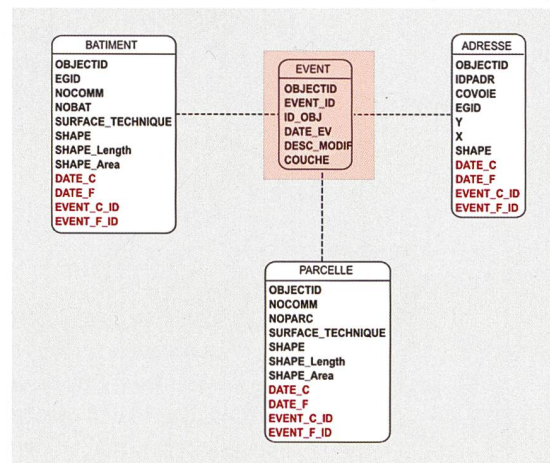 BATIMENT
OBJECTID
EGID
NOCOMM
NOBAT
SURFACE_TECHNIQUE
SHAPE
SHAPE_Length
SHAPE_Area
DATE_C
DATE_F
EVENT_C_ID
EVENT_F_ID
EVENT
OBJECTID
EVENT_ID
ID_OBJ
DATE_EV
DESC_MODIF
COUCHE
ADRESSE
OBJECTID
IDPADR
COVOIE
EGID
Y
X
SHAPE
DATE_C
DATE_F
EVENT_C_ID
EVENT_F_ID
PARCELLE
OBJECTID
NOCOMM
NOPARC
SURFACE_TECHNIQUE
SHAPE
SHAPE_Length
SHAPE_Area
DATE_C
DATE_F
EVENT_C_ID
EVENT_F_ID